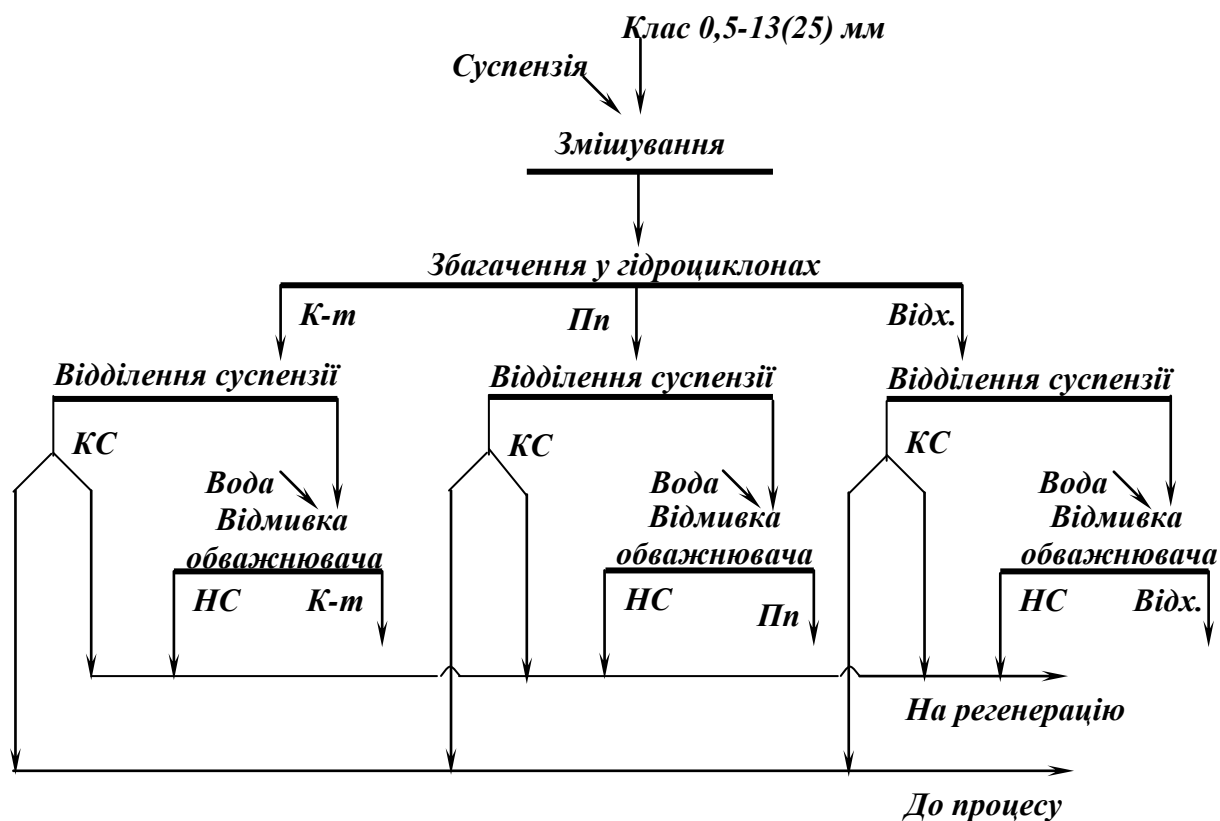 Клас 0,5-13(25) мм
Суспензія
Змішування
Збагачення у гідроциклонах
К-т
Пп
Відх.
Відділення суспензії
Відділення суспензії
Відділення суспензії
КС
КС
КС
Вода
Вода
Вода
Відмивка
обважнювача
Відмивка
обважнювача
Відмивка
обважнювача
НС
К-т
НС
Пп
НС
Відх.
На регенерацію
До процесу